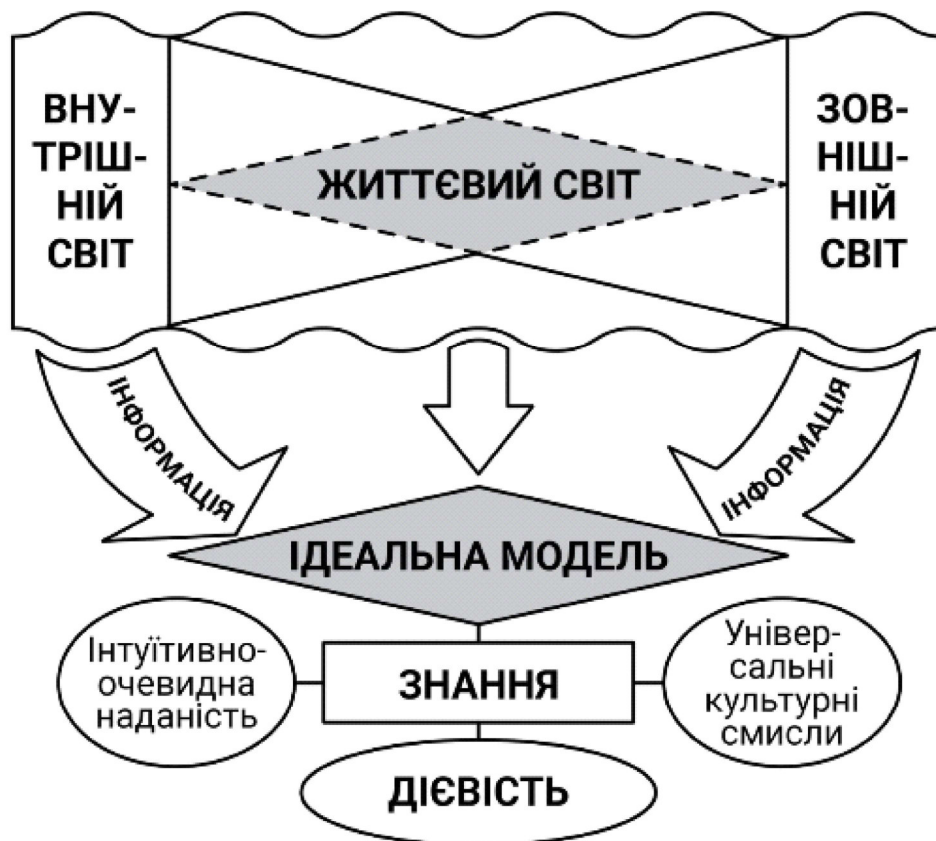 ВНУ-
ТРІШ-
НІЙ
СВІТ
ЖИТТЄВИЙ СВІТ
ЗОВ-
НІШ-
НІЙ
СВІТ
ІНФОРМАЦІЯ
ІНФОРМАЦІЯ
ІДЕАЛЬНА МОДЕЛЬ
Інтуїтивно-
очевидна
наданість
ЗНАННЯ
Універ-
сальні
культурні
смисли
ДІЄВІСТЬ